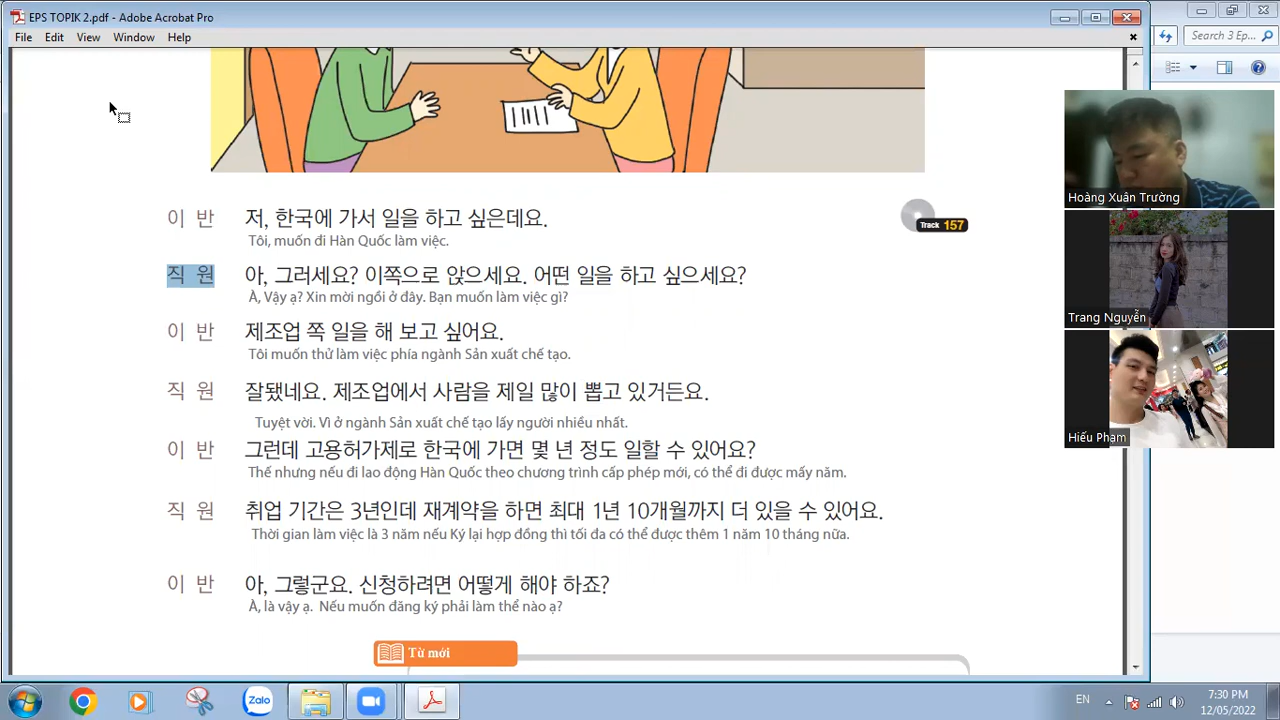 EPS TOPIK 2.pdf - Adobe Acrobat Pro
File Edit View Window Help
Search 3 Ep...
Hoàng Xuân Trường
Trang Nguyễn
Hiếu Phạm
Track 157
이 반 저, 한국에 가서 일을 하고 싶은데요.
Tôi, muốn đi Hàn Quốc làm việc.
직 원 아, 그러세요? 이쪽으로 앉으세요. 어떤 일을 하고 싶으세요?
À, Vậy ạ? Xin mời ngồi ở đây. Bạn muốn làm việc gì?
이 반 제조업 쪽 일을 해 보고 싶어요.
Tôi muốn thử làm việc phía ngành Sản xuất chế tạo.
직 원 잘됐네요. 제조업에서 사람을 제일 많이 뽑고 있거든요.
Tuyệt vời. Vì ở ngành Sản xuất chế tạo lấy người nhiều nhất.
이 반 그런데 고용허가제로 한국에 가면 몇 년 정도 일할 수 있어요?
Thế nhưng nếu đi lao động Hàn Quốc theo chương trình cấp phép mới, có thể đi được mấy năm.
직 원 취업 기간은 3년인데 재계약을 하면 최대 1년 10개월까지 더 있을 수 있어요.
Thời gian làm việc là 3 năm nếu Ký lại hợp đồng thì tối đa có thể được thêm 1 năm 10 tháng nữa.
이 반 아, 그렇군요. 신청하려면 어떻게 해야 하죠?
À, là vậy ạ. Nếu muốn đăng ký phải làm thế nào ạ?
Từ mới
Zalo
EN
7:30 PM
12/05/2022